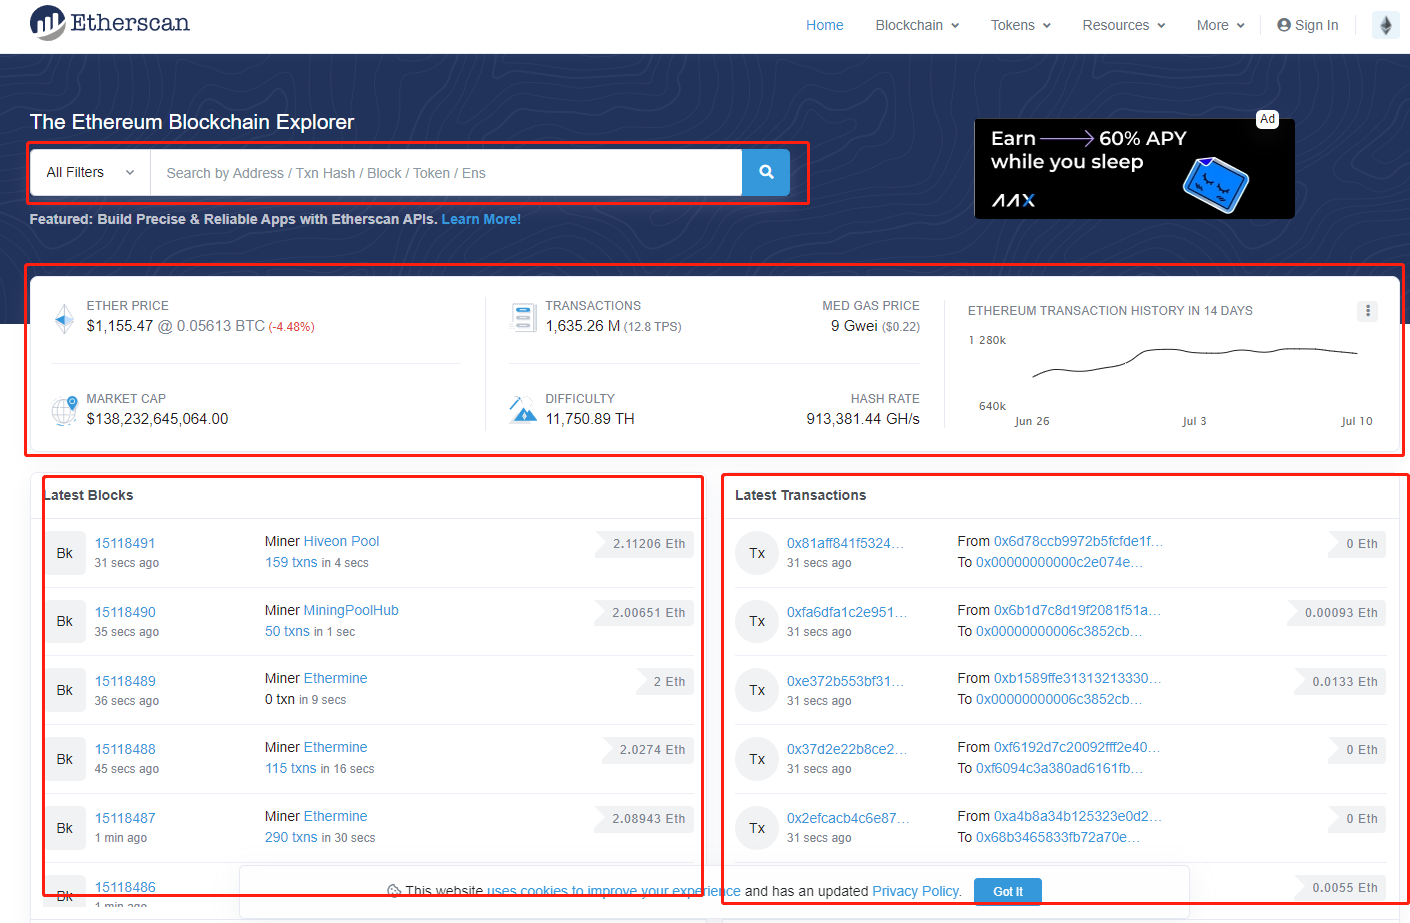 Etherscan
Home Blockchain Tokens Resources More Sign In
The Ethereum Blockchain Explorer
All Filters Search by Address / Txn Hash / Block / Token / Ens
Featured: Build Precise & Reliable Apps with Etherscan APIs. Learn More!
Ad
Earn 60% APY
while you sleep
AAX
ETHER PRICE
$1,155.47 @ 0.05613 BTC (-4.48%)
MARKET CAP
$138,232,645,064.00
TRANSACTIONS
1,635.26 M (12.8 TPS)
MED GAS PRICE
9 Gwei ($0.22)
DIFFICULTY
11,750.89 TH
HASH RATE
913,381.44 GH/s
ETHEREUM TRANSACTION HISTORY IN 14 DAYS
1 280k
640k
Jun 26 Jul 3 Jul 10
Latest Blocks
Bk 15118491 Miner Hiveon Pool 2.11206 Eth
31 secs ago 159 txns in 4 secs
Bk 15118490 Miner MiningPoolHub 2.00651 Eth
35 secs ago 50 txns in 1 sec
Bk 15118489 Miner Ethermine 2 Eth
36 secs ago 0 txn in 9 secs
Bk 15118488 Miner Ethermine 2.0274 Eth
45 secs ago 115 txns in 16 secs
Bk 15118487 Miner Ethermine 2.08943 Eth
1 min ago 290 txns in 30 secs
Bk 15118486
1 min ago
Latest Transactions
Tx 0x81aff841f5324... From 0x6d78ccb9972b5fcfde1f... 0 Eth
31 secs ago To 0x00000000000c2e074e...
Tx 0xfa6dfa1c2e951... From 0x6b1d7c8d19f2081f51a... 0.00093 Eth
31 secs ago To 0x00000000006c3852cb...
Tx 0xe372b553bf31... From 0xb1589ffe31313213330... 0.0133 Eth
31 secs ago To 0x00000000006c3852cb...
Tx 0x37d2e22b8ce2... From 0xf6192d7c20092fff2e40... 0 Eth
31 secs ago To 0xf6094c3a380ad6161fb...
Tx 0x2efcacb4c6e87... From 0xa4b8a34b125323e0d2... 0 Eth
31 secs ago To 0x68b3465833fb72a70e...
0.0055 Eth
This website uses cookies to improve your experience and has an updated Privacy Policy. Got It